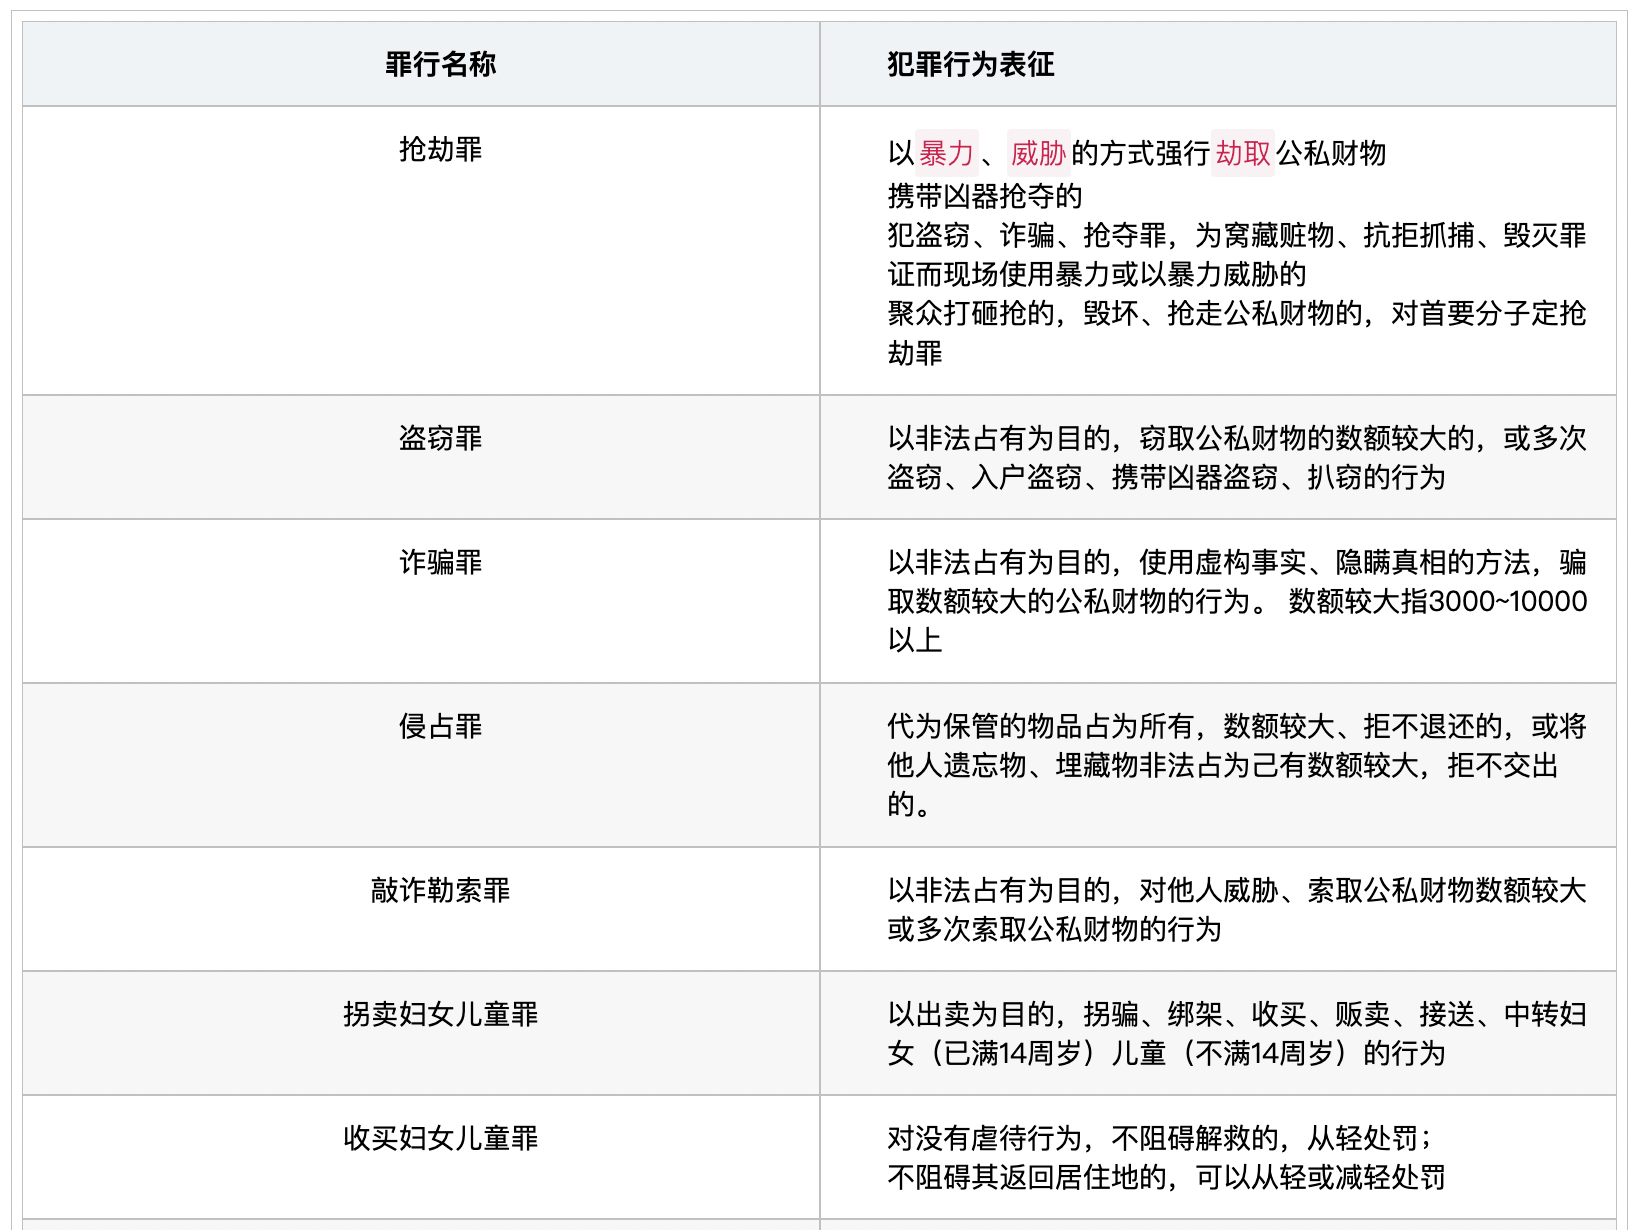 罪行名称
犯罪行为表征
抢劫罪
以暴力、威胁的方式强行劫取公私财物
携带凶器抢夺的
犯盗窃、诈骗、抢夺罪，为窝藏赃物、抗拒抓捕、毁灭罪
证而现场使用暴力或以暴力威胁的
聚众打砸抢的，毁坏、抢走公私财物的，对首要分子定抢
劫罪
盗窃罪
以非法占有为目的，窃取公私财物的数额较大的，或多次
盗窃、入户盗窃、携带凶器盗窃、扒窃的行为
诈骗罪
以非法占有为目的，使用虚构事实、隐瞒真相的方法，骗
取数额较大的公私财物的行为。 数额较大指3000~10000
以上
侵占罪
代为保管的物品占为所有，数额较大、拒不退还的，或将
他人遗忘物、埋藏物非法占为己有数额较大，拒不交出
的。
敲诈勒索罪
以非法占有为目的，对他人威胁、索取公私财物数额较大
或多次索取公私财物的行为
拐卖妇女儿童罪
以出卖为目的，拐骗、绑架、收买、贩卖、接送、中转妇
女（已满14周岁）儿童（不满14周岁）的行为
收买妇女儿童罪
对没有虐待行为，不阻碍解救的，从轻处罚；
不阻碍其返回居住地的，可以从轻或减轻处罚